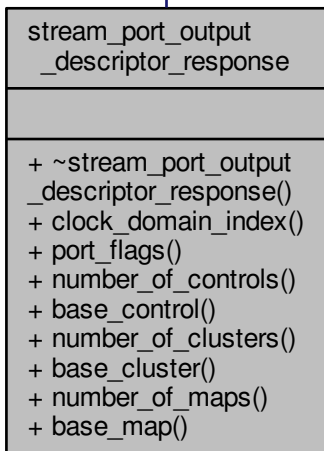 stream_port_output
_descriptor_response
+ ~stream_port_output
_descriptor_response()
+ clock_domain_index()
+ port_flags()
+ number_of_controls()
+ base_control()
+ number_of_clusters()
+ base_cluster()
+ number_of_maps()
+ base_map()